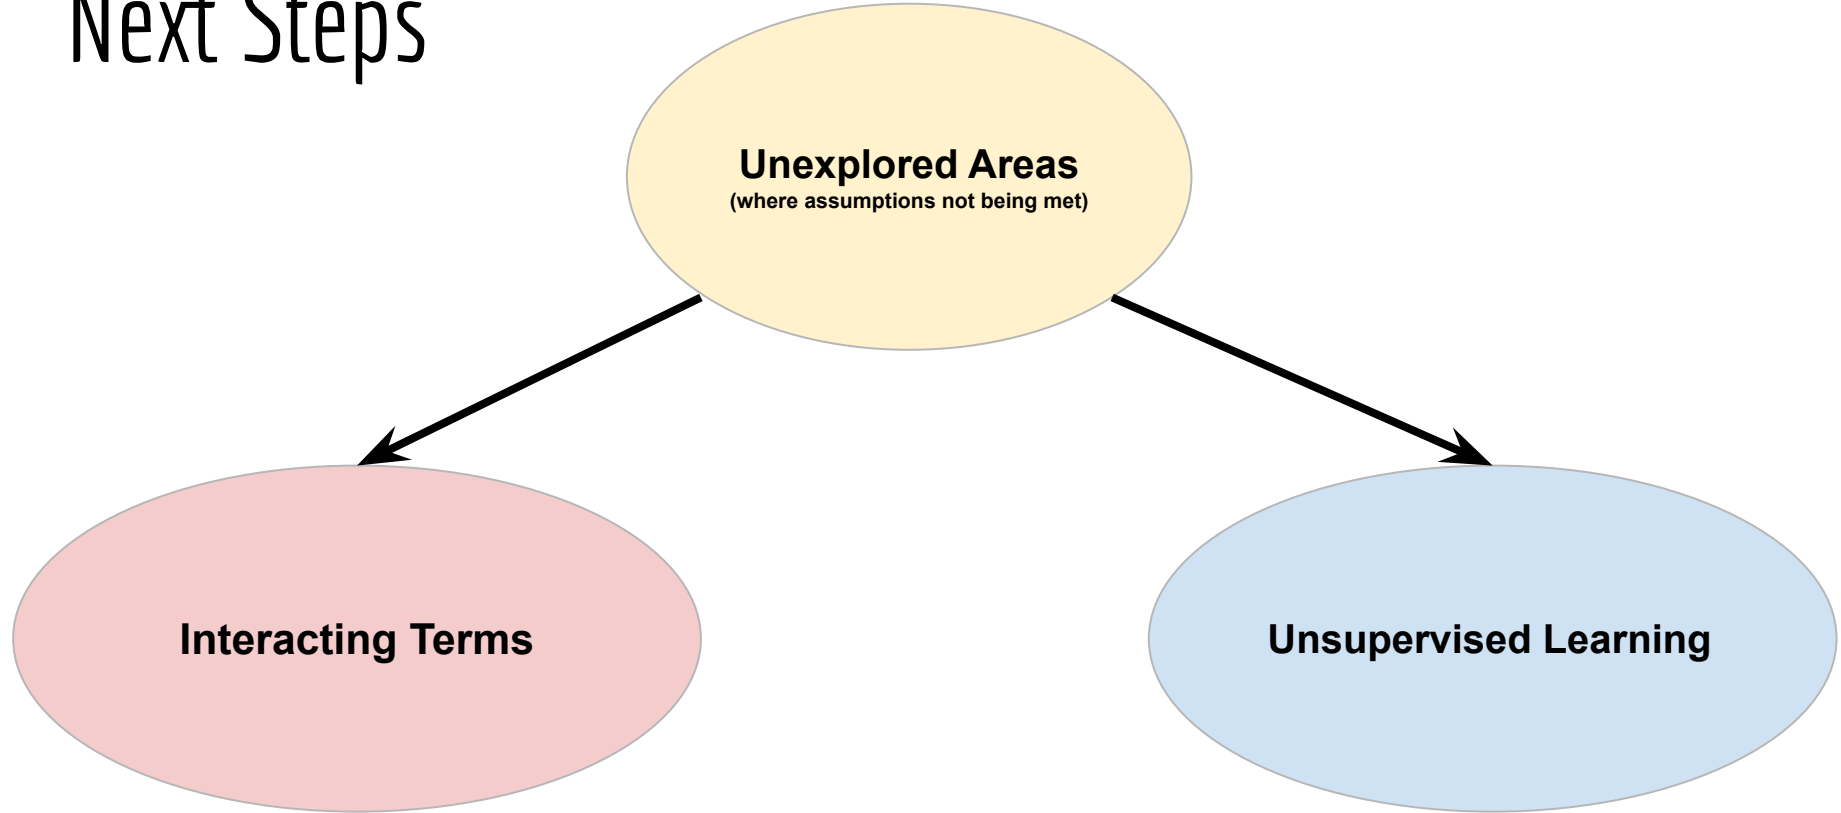 Next Steps
Unexplored Areas
(where assumptions not being met)
Interacting Terms
Unsupervised Learning